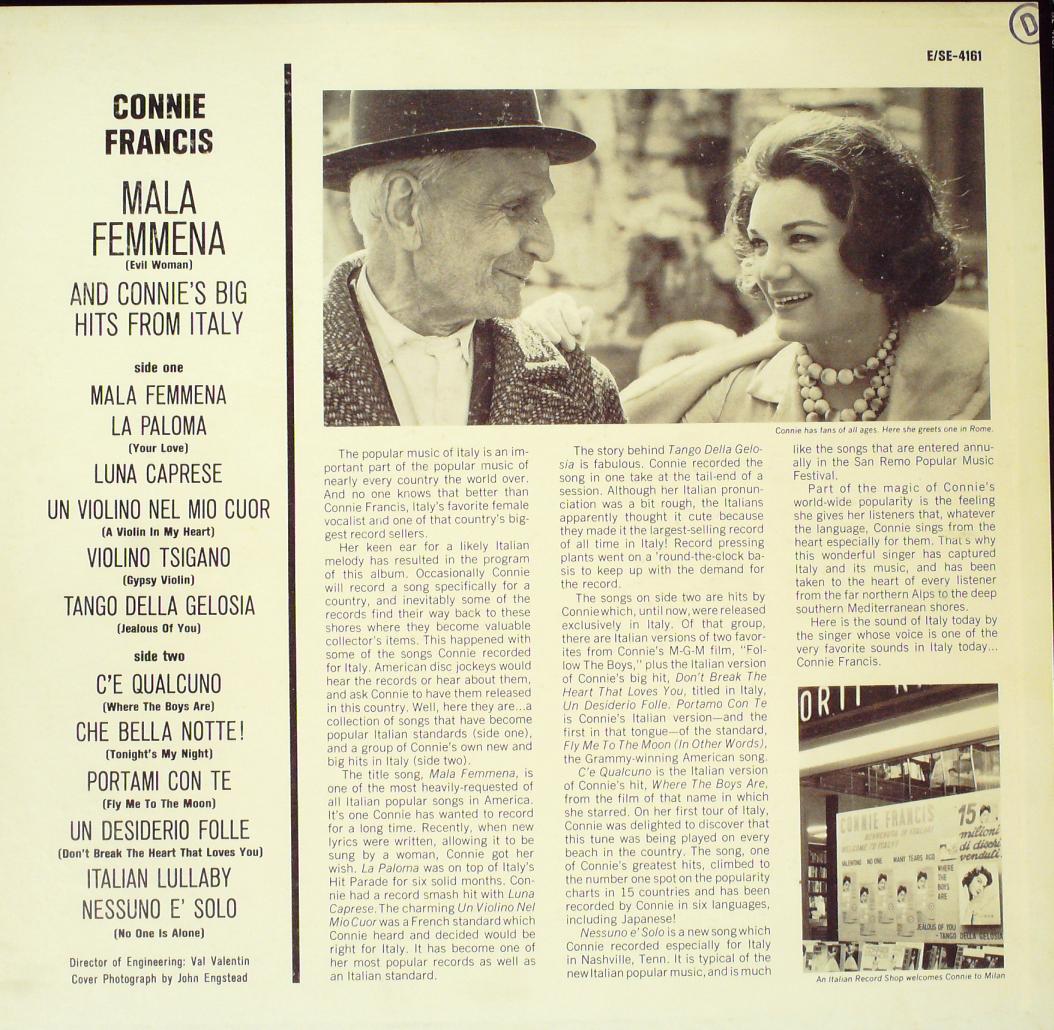 D
E/SE-4161
CONNIE
FRANCIS
MALA
FEMMENA
(Evil Woman)
AND CONNIE'S BIG
HITS FROM ITALY
side one
MALA FEMMENA
LA PALOMA
(Your Love)
LUNA CAPRESE
UN VIOLINO NEL MIO CUOR
(A Violin In My Heart)
VIOLINO TSIGANO
(Gypsy Violin)
TANGO DELLA GELOSIA
(Jealous Of You)
side two
C'E QUALCUNO
(Where The Boys Are)
CHE BELLA NOTTE!
(Tonight's My Night)
PORTAMI CON TE
(Fly Me To The Moon)
UN DESIDERIO FOLLE
(Don't Break The Heart That Loves You)
ITALIAN LULLABY
NESSUNO E' SOLO
(No One Is Alone)
Director of Engineering: Val Valentin
Cover Photograph by John Engstead
Connie has fans of all ages. Here she greets one in Rome.
The popular music of italy is an im-
portant part of the popular music of
nearly every country the world over.
And no one knows that better than
Connie Francis, Italy's favorite female
vocalist and one of that country's big-
gest record sellers.
Her keen ear for a likely Italian
melody has resulted in the program
of this album. Occasionally Connie
will record a song specifically for a
country, and inevitably some of the
records find their way back to these
shores where they become valuable
collector's items. This happened with
some of the songs Connie recorded
for Italy. American disc jockeys would
hear the records or hear about them,
and ask Connie to have them released
in this country. Well, here they are...a
collection of songs that have become
popular Italian standards (side one),
and a group of Connie's own new and
big hits in Italy (side two).
The title song, Mala Femmena, is
one of the most heavily-requested of
all Italian popular songs in America.
It's one Connie has wanted to record
for a long time. Recently, when new
lyrics were written, allowing it to be
sung by a woman, Connie got her
wish. La Paloma was on top of Italy's
Hit Parade for six solid months. Con-
nie had a record smash hit with Luna
Caprese. The charming Un Violino Nel
Mio Cuor was a French standard which
Connie heard and decided would be
right for Italy. It has become one of
her most popular records as well as
an Italian standard.
The story behind Tango Della Gelo-
sia is fabulous. Connie recorded the
song in one take at the tail-end of a
session. Although her Italian pronun-
ciation was a bit rough, the Italians
apparently thought it cute because
they made it the largest-selling record
of all time in Italy! Record pressing
plants went on a 'round-the-clock ba-
sis to keep up with the demand for
the record.
The songs on side two are hits by
Connie which, until now, were released
exclusively in Italy. Of that group,
there are Italian versions of two favor-
ites from Connie's M-G-M film, "Fol-
low The Boys," plus the Italian version
of Connie's big hit, Don't Break The
Heart That Loves You, titled in Italy,
Un Desiderio Folle. Portamo Con Te
is Connie's Italian version—and the
first in that tongue—of the standard,
Fly Me To The Moon (In Other Words),
the Grammy-winning American song.
C'e Qualcuno is the Italian version
of Connie's hit, Where The Boys Are,
from the film of that name in which
she starred. On her first tour of Italy,
Connie was delighted to discover that
this tune was being played on every
beach in the country. The song, one
of Connie's greatest hits, climbed to
the number one spot on the popularity
charts in 15 countries and has been
recorded by Connie in six languages,
including Japanese!
Nessuno e' Solo is a new song which
Connie recorded especially for Italy
in Nashville, Tenn. It is typical of the
new Italian popular music, and is much
like the songs that are entered annu-
ally in the San Remo Popular Music
Festival.
Part of the magic of Connie's
world-wide popularity is the feeling
she gives her listeners that, whatever
the language, Connie sings from the
heart especially for them. That's why
this wonderful singer has captured
Italy and its music, and has been
taken to the heart of every listener
from the far northern Alps to the deep
southern Mediterranean shores.
Here is the sound of Italy today by
the singer whose voice is one of the
very favorite sounds in Italy today...
Connie Francis.
CONNIE FRANCIS
WELCOME TO ITALY
15
milioni
di dischi
venduti
VALENTINO NO ONE MANY TEARS AGO
WHERE
THE
BOYS
ARE
JEALOUS OF YOU
- TANGO DELLA GELOSIA
An Italian Record Shop welcomes Connie to Milan